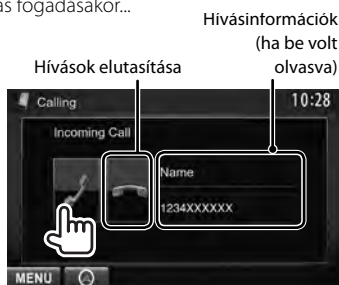 ás fogadásakor...
Hívásinformációk
(ha be volt
olvasva)
Hívások elutasítása
Calling
10:28
Incoming Call
Name
1234XXXXXX
MENU